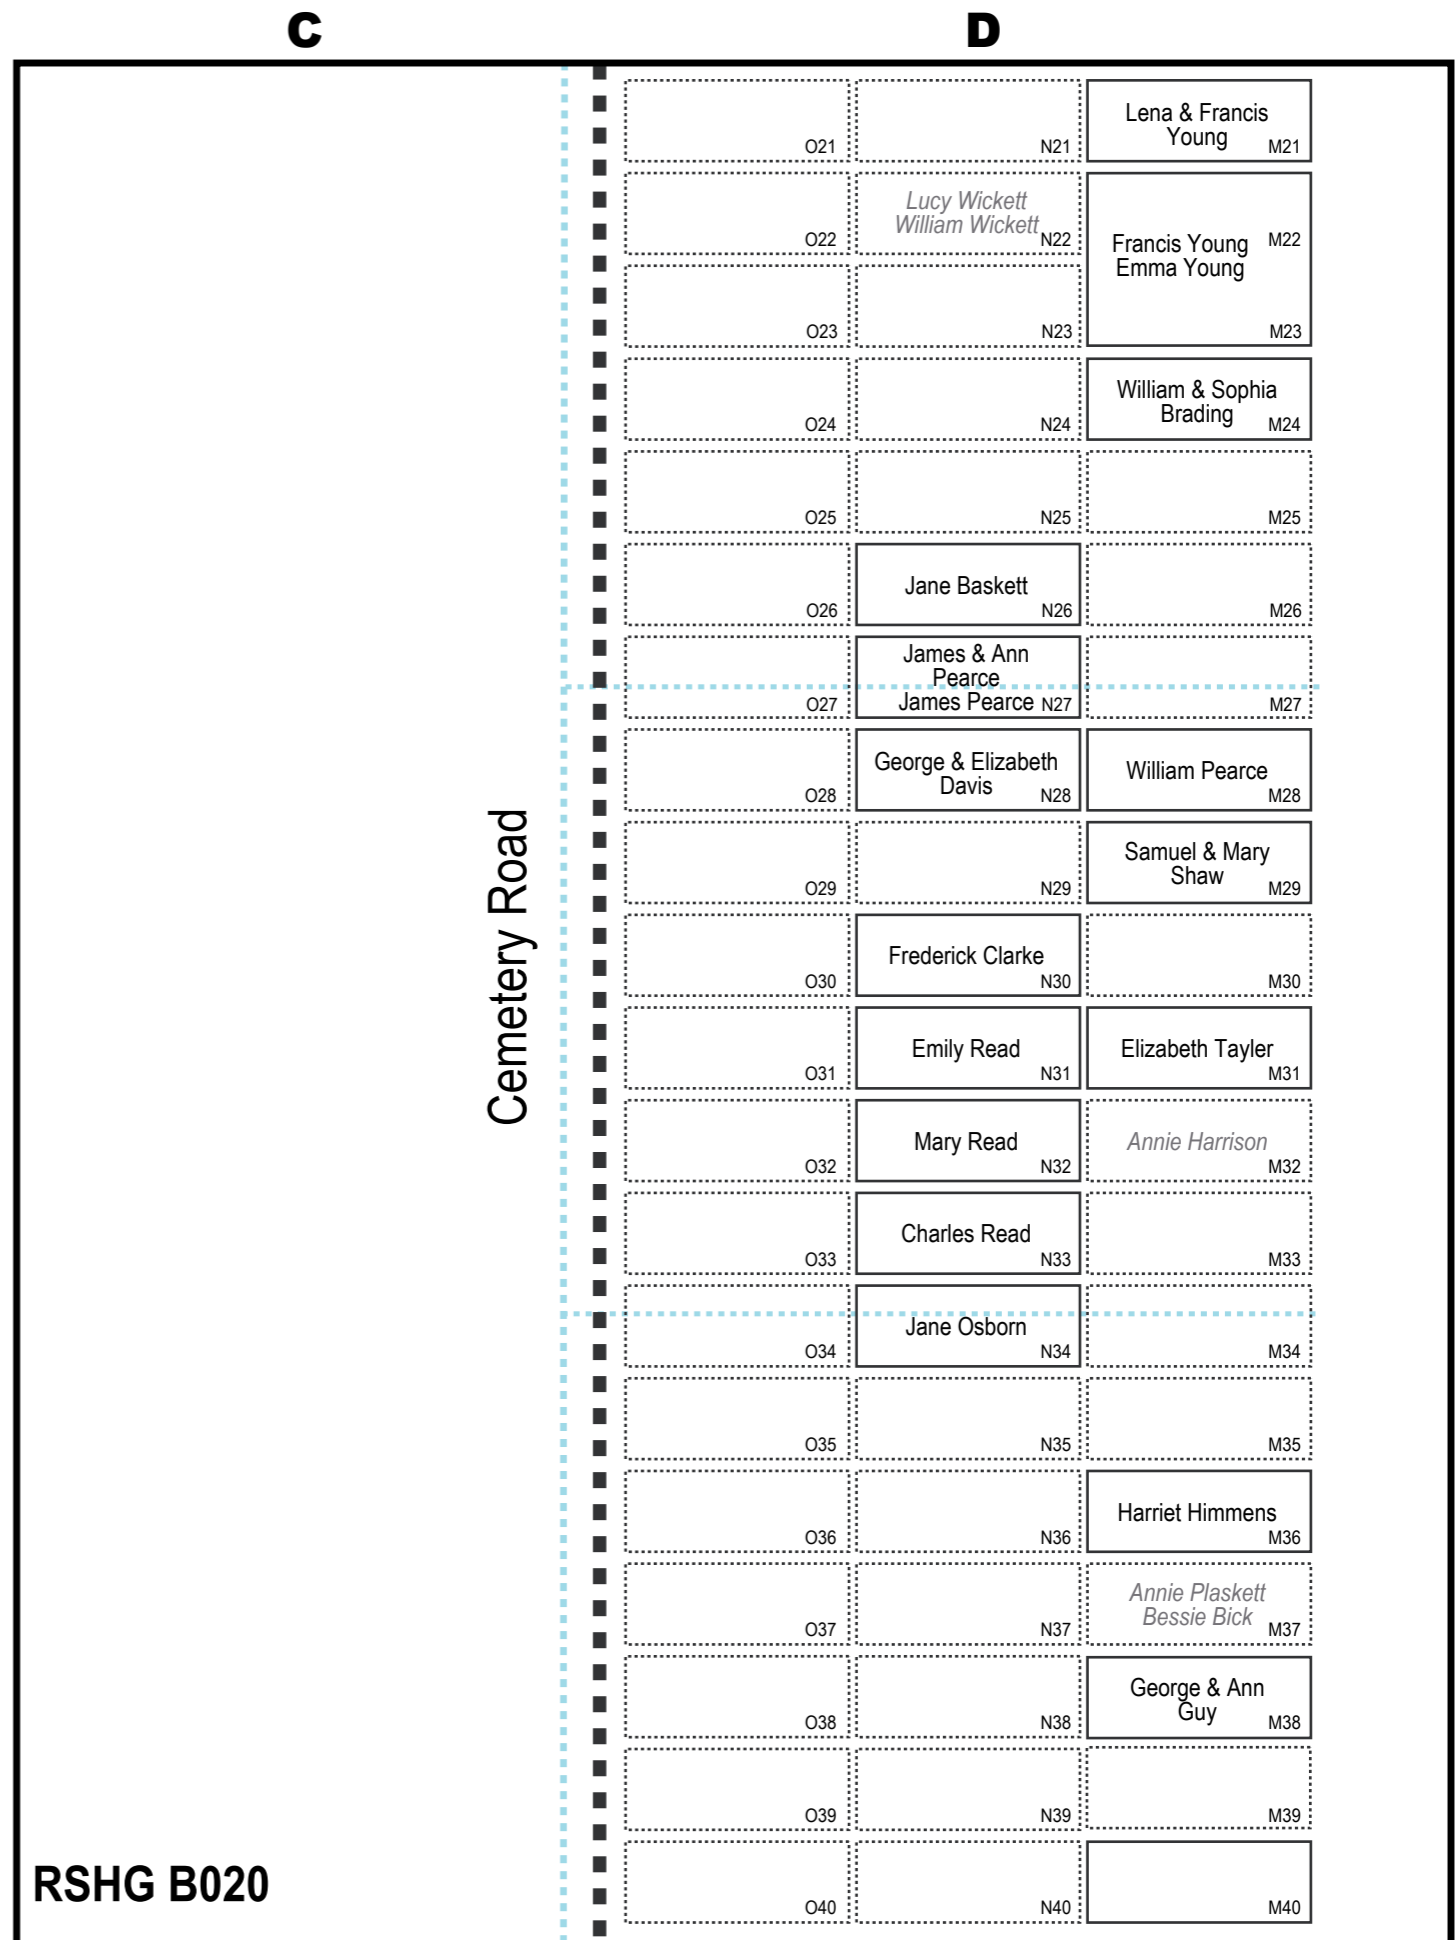 C
D
O21
N21
Lena & Francis
Young M21
O22
Lucy Wickett
William Wickett N22
Francis Young M22
Emma Young
O23
N23
M23
O24
N24
William & Sophia
Brading M24
O25
N25
M25
O26
Jane Baskett
N26
M26
O27
James & Ann
Pearce
James Pearce N27
M27
O28
George & Elizabeth
Davis N28
William Pearce
M28
O29
N29
Samuel & Mary
Shaw M29
O30
Frederick Clarke
N30
M30
O31
Emily Read
N31
Elizabeth Tayler
M31
Cemetery Road
O32
Mary Read
N32
Annie Harrison
M32
O33
Charles Read
N33
M33
O34
Jane Osborn
N34
M34
O35
N35
M35
O36
N36
Harriet Himmens
M36
O37
N37
Annie Plaskett
Bessie Bick M37
O38
N38
George & Ann
Guy M38
O39
N39
M39
O40
N40
M40
RSHG B020